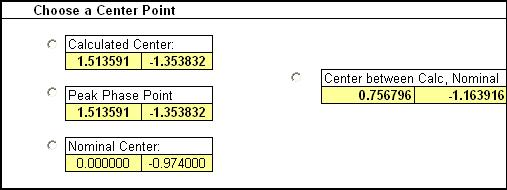 Choose a Center Point
Calculated Center:
1.513591 -1.353832
Peak Phase Point
1.513591 -1.353832
Nominal Center:
0.000000 -0.974000
Center between Calc, Nominal
0.756796 -1.163916